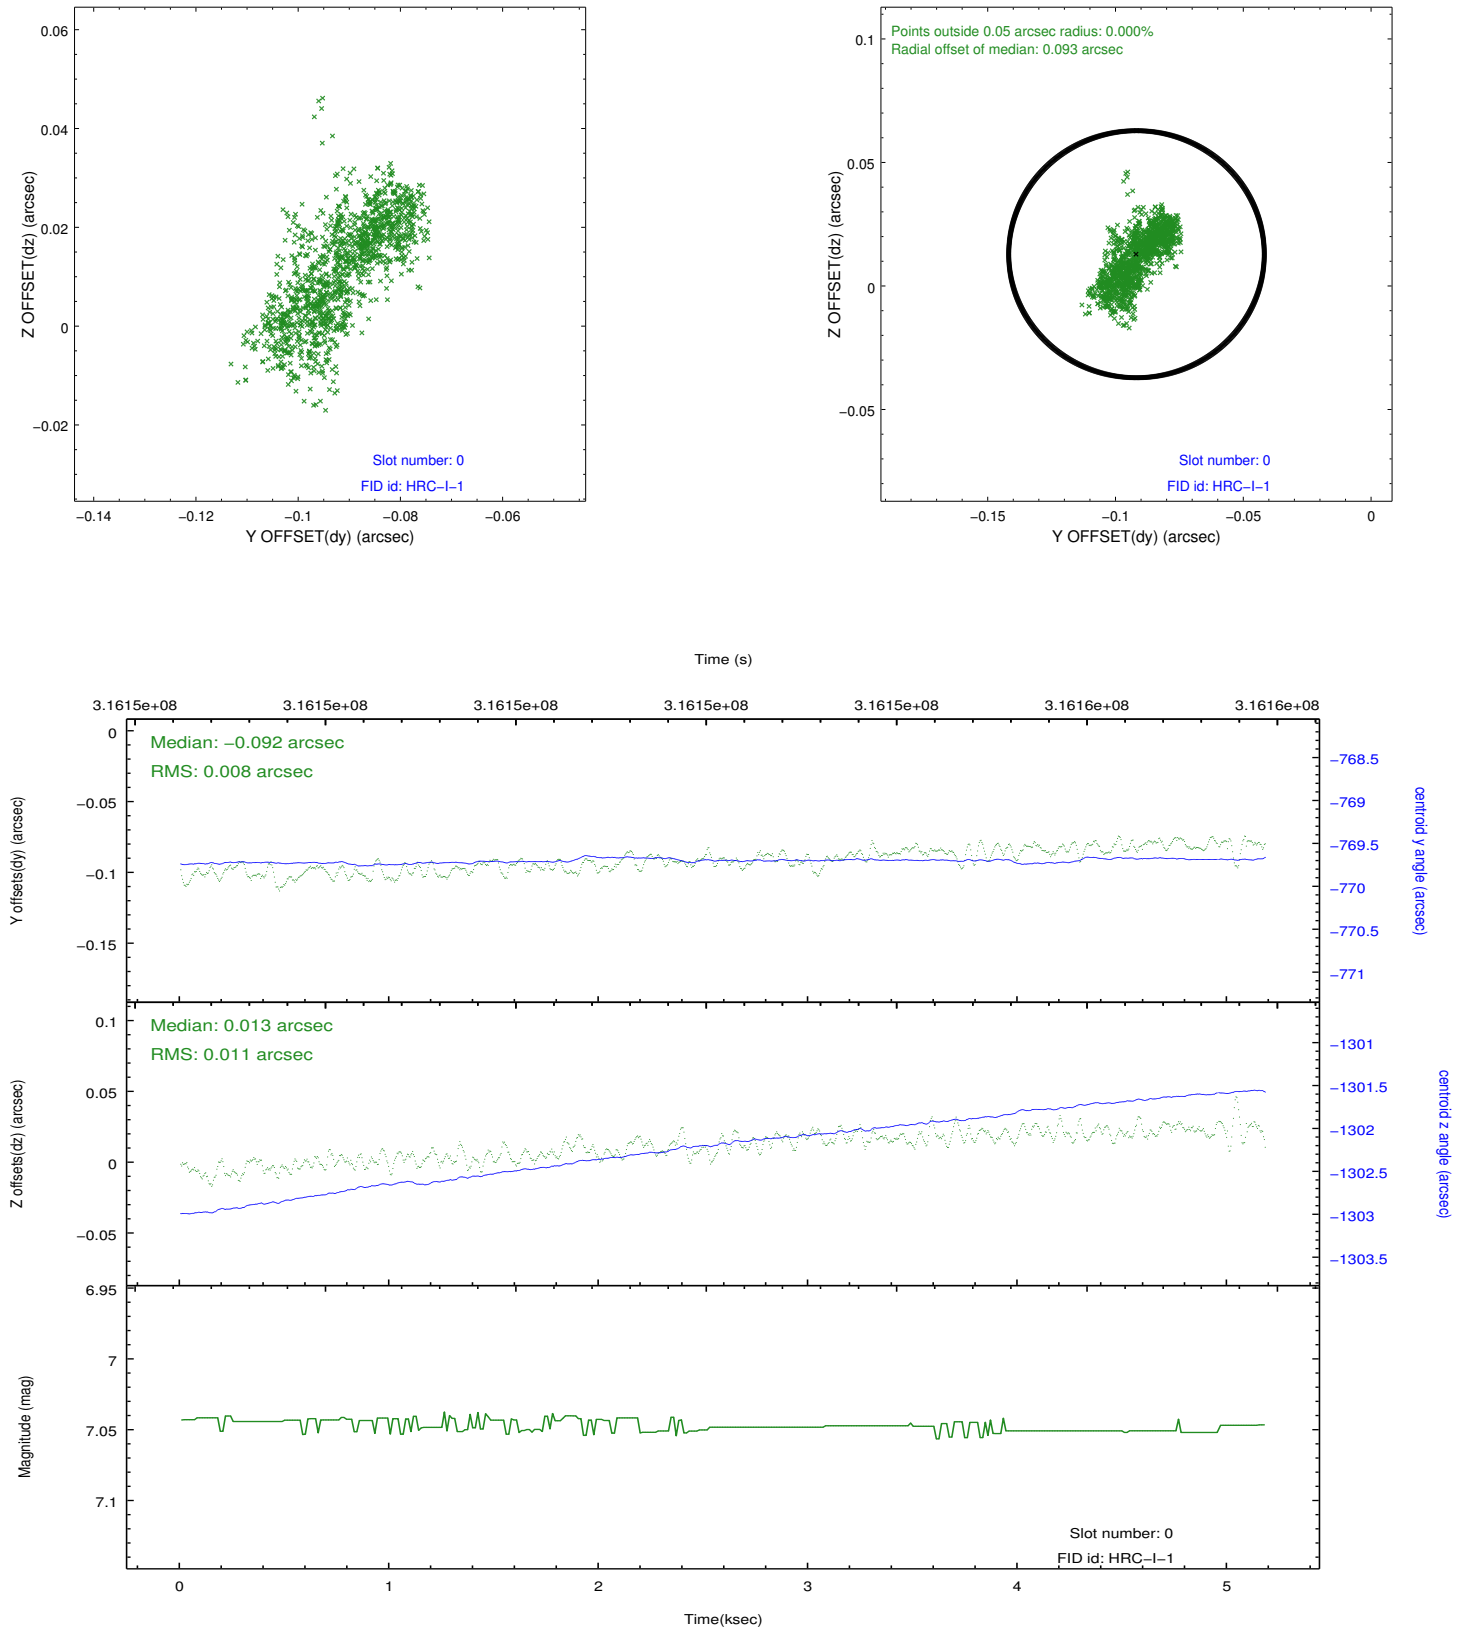 0.06
0.04
0.02
0
−0.02
Z OFFSET(dz) (arcsec)
Slot number: 0
FID id: HRC−I−1
−0.14 −0.12 −0.1 −0.08 −0.06
Y OFFSET(dy) (arcsec)
Points outside 0.05 arcsec radius: 0.000%
Radial offset of median: 0.093 arcsec
0.1
0.05
0
−0.05
Z OFFSET(dz) (arcsec)
Slot number: 0
FID id: HRC−I−1
−0.15 −0.1 −0.05 0
Y OFFSET(dy) (arcsec)
Time (s)
3.1615e+08 3.1615e+08 3.1615e+08 3.1615e+08 3.1615e+08 3.1616e+08 3.1616e+08
Median: −0.092 arcsec
RMS: 0.008 arcsec
0
−0.05
−0.1
−0.15
Y offsets(dy) (arcsec)
−768.5
−769
−769.5
−770
−770.5
−771
centroid y angle (arcsec)
Median: 0.013 arcsec
RMS: 0.011 arcsec
0.1
0.05
0
−0.05
Z offsets(dz) (arcsec)
−1301
−1301.5
−1302
−1302.5
−1303
−1303.5
centroid z angle (arcsec)
6.95
7
7.05
7.1
Magnitude (mag)
Slot number: 0
FID id: HRC−I−1
0 1 2 3 4 5
Time(ksec)